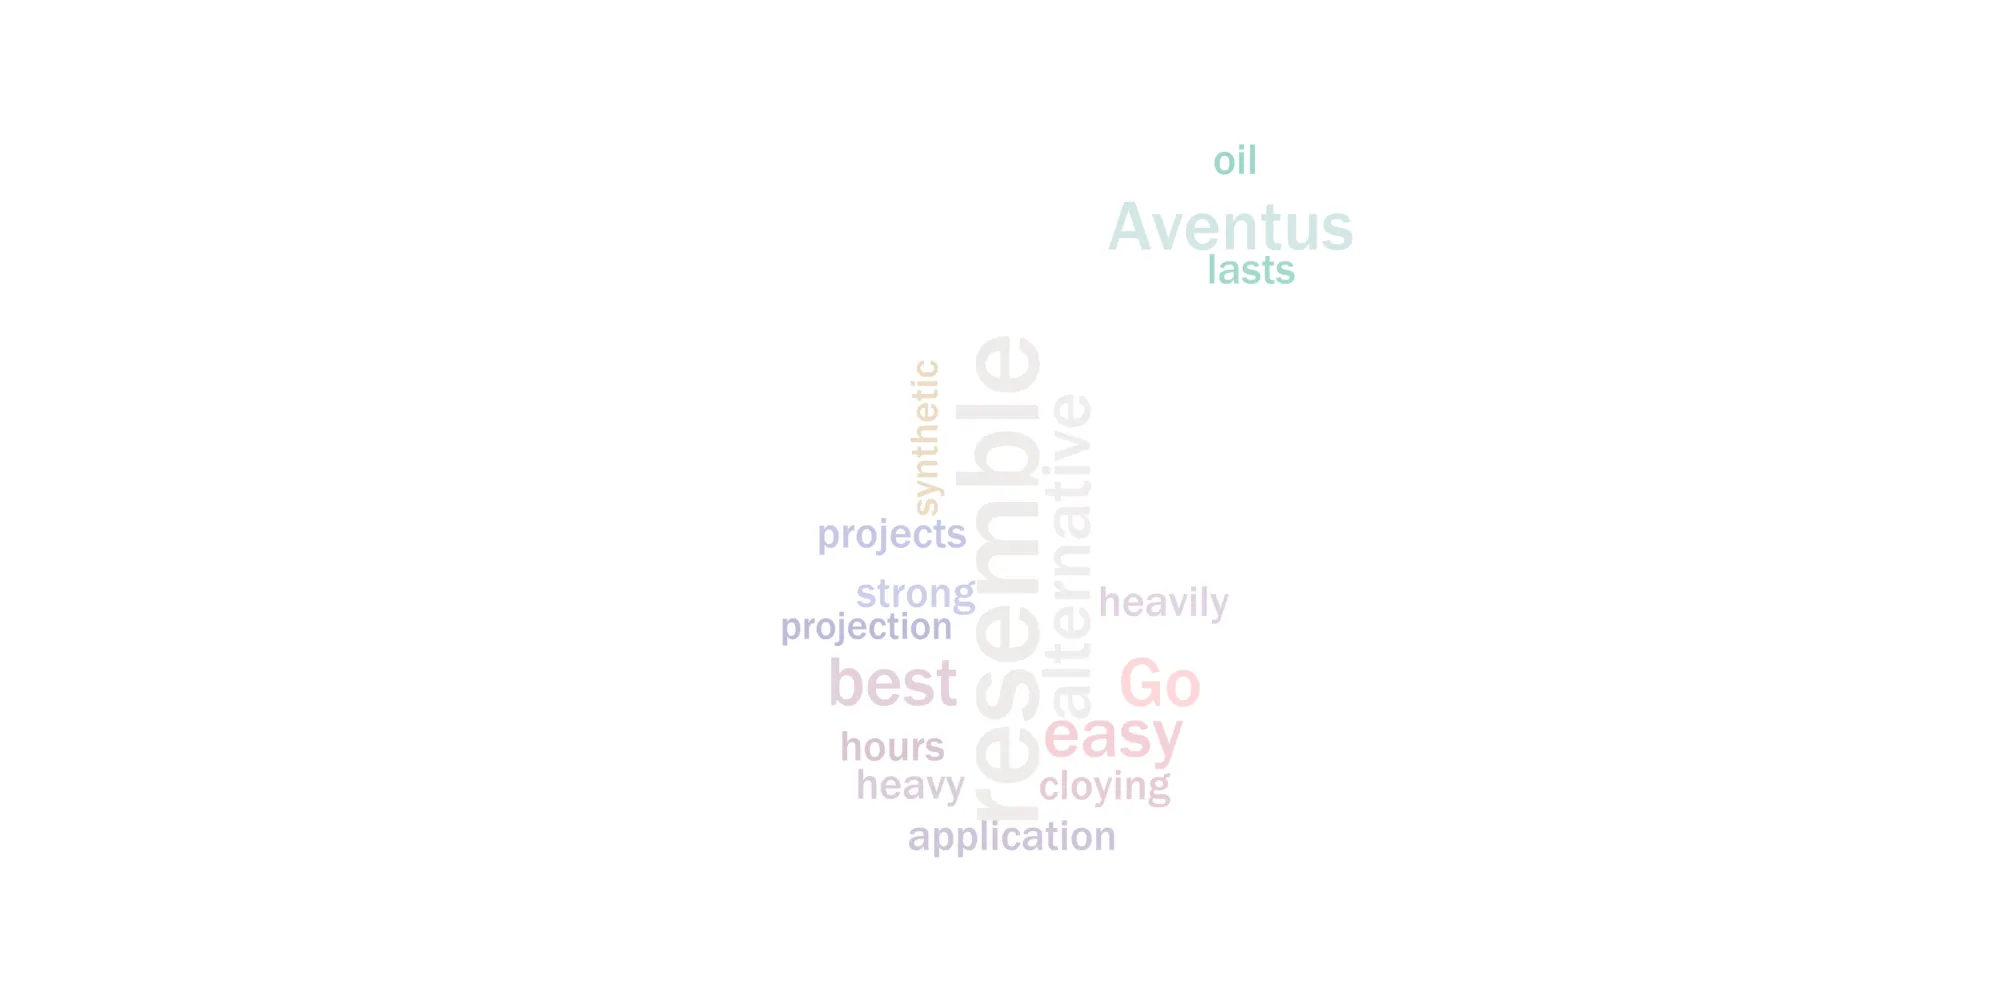 oil
Aventus
lasts
synthetic
resemble
alternative
projects
strong
heavily
projection
best
Go
easy
hours
heavy
cloying
application